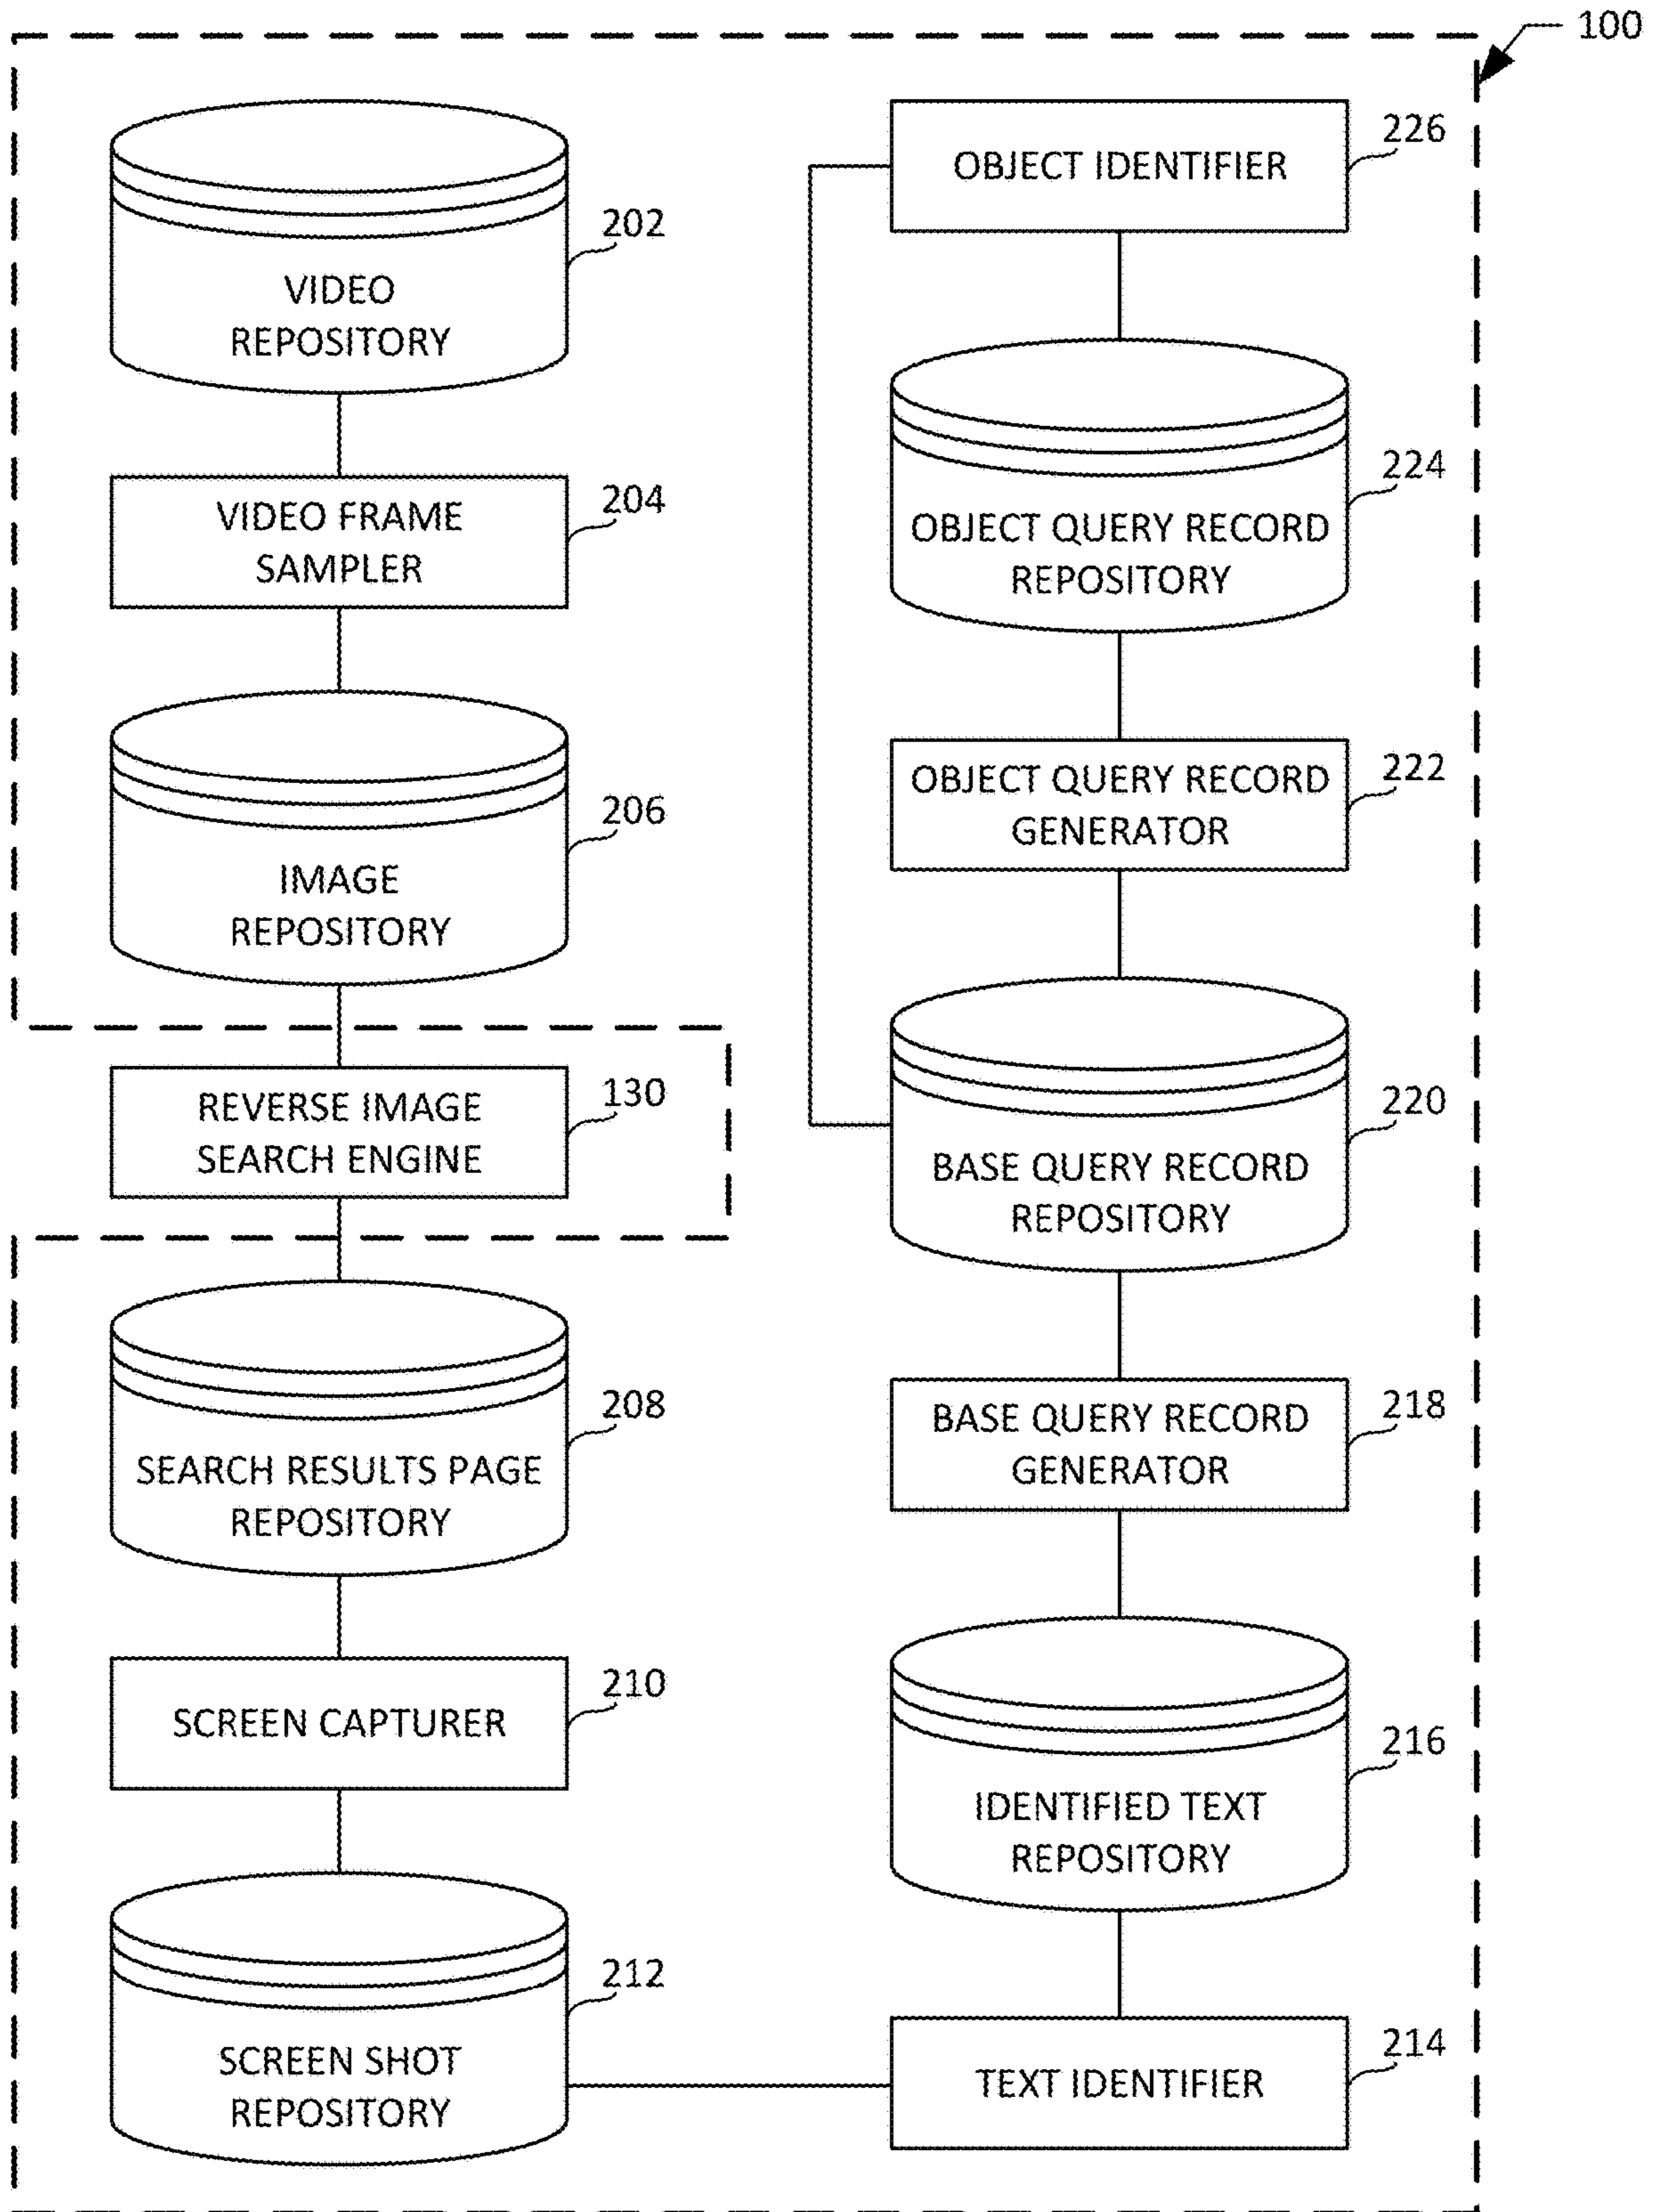 100
VIDEO
REPOSITORY
202
VIDEO FRAME
SAMPLER
204
IMAGE
REPOSITORY
206
REVERSE IMAGE
SEARCH ENGINE
130
SEARCH RESULTS PAGE
REPOSITORY
208
SCREEN CAPTURER
210
SCREEN SHOT
REPOSITORY
212
OBJECT IDENTIFIER
226
OBJECT QUERY RECORD
REPOSITORY
224
OBJECT QUERY RECORD
GENERATOR
222
BASE QUERY RECORD
REPOSITORY
220
BASE QUERY RECORD
GENERATOR
218
IDENTIFIED TEXT
REPOSITORY
216
TEXT IDENTIFIER
214